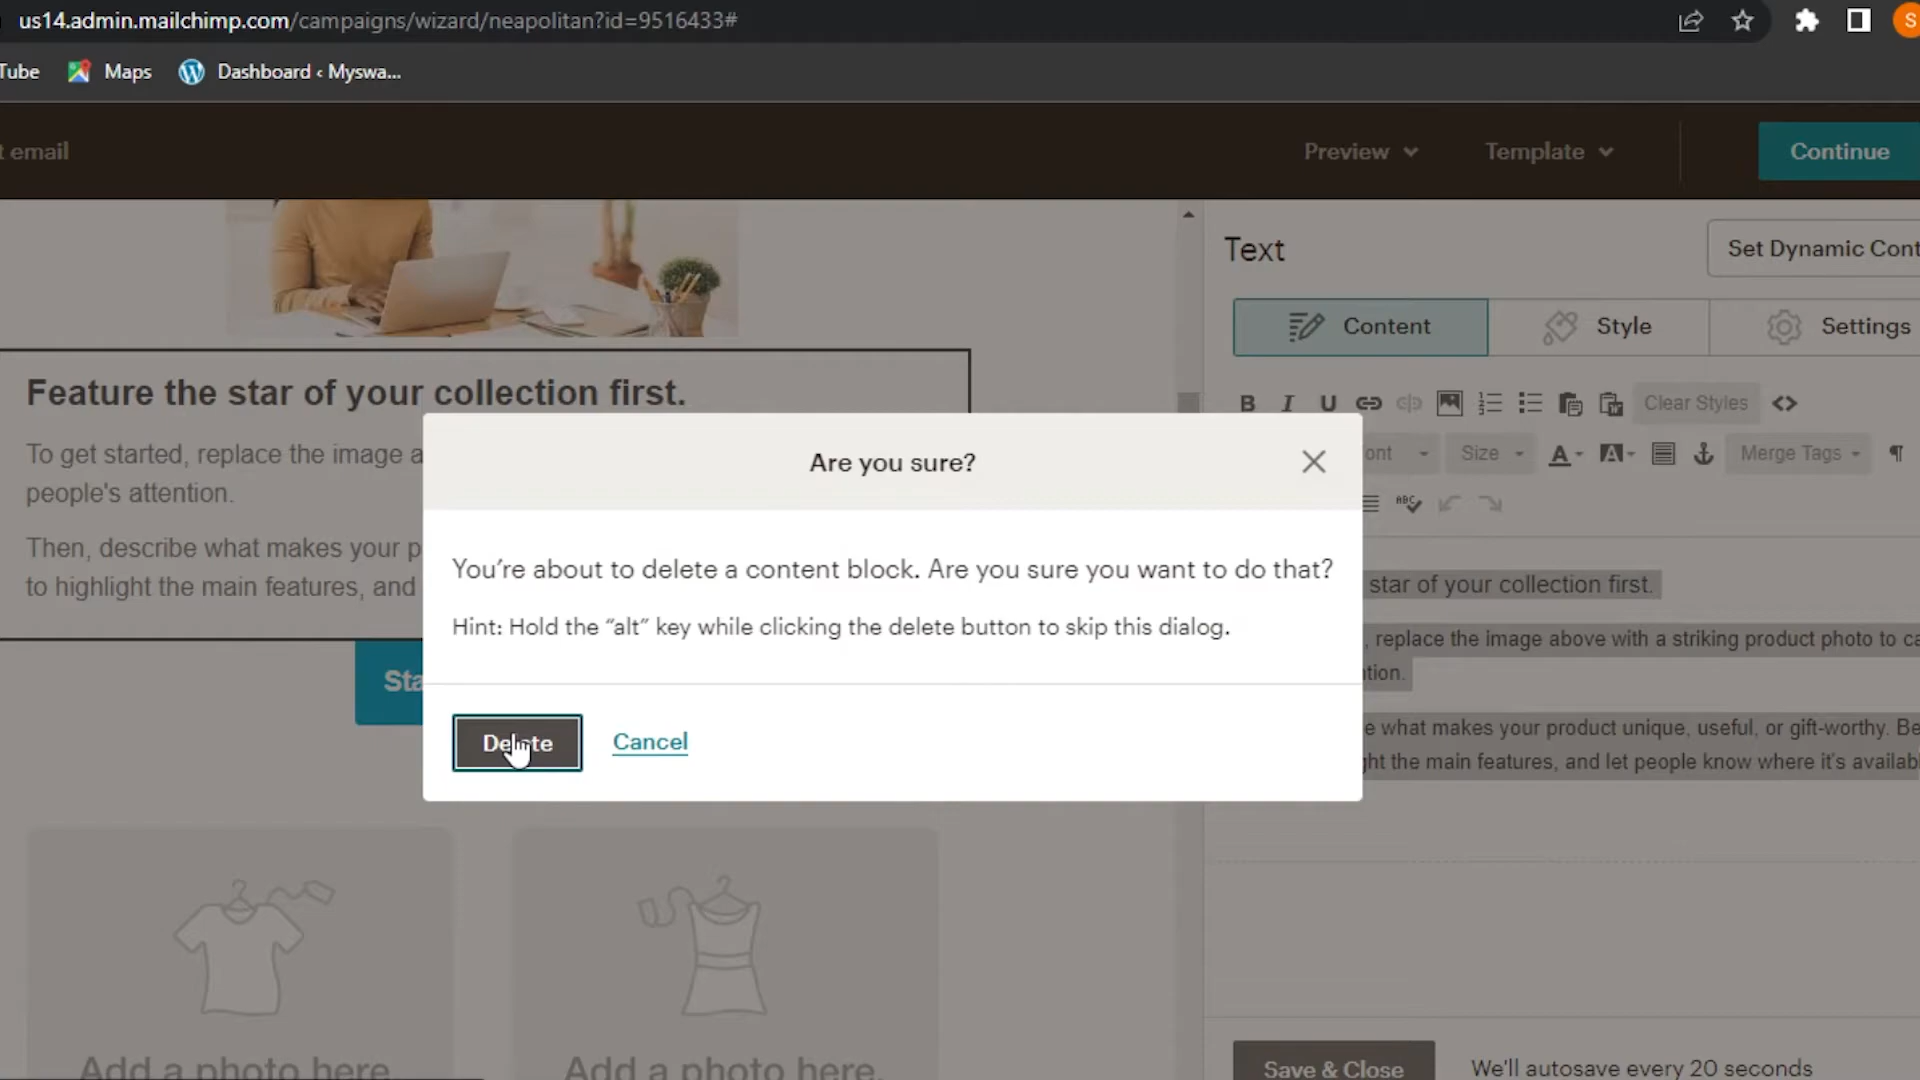 us14.admin.mailchimp.com/campaigns/wizard/neapolitan?id=9516433#
S
Tube
Maps
Dashboard ‹ Myswa...
t email
Preview
Template
Continue
Text
Set Dynamic Cont
Content
Style
Settings
B I U
Clear Styles
<>
Feature the star of your collection first.
To get started, replace the image a
people's attention.
Then, describe what makes your p
to highlight the main features, and
Sta
ont
Size
A
A
Merge Tags
¶
ABC
Are you sure?
You're about to delete a content block. Are you sure you want to do that?
Hint: Hold the “alt” key while clicking the delete button to skip this dialog.
Delete
Cancel
star of your collection first.
, replace the image above with a striking product photo to ca
tion.
e what makes your product unique, useful, or gift-worthy. Be
ght the main features, and let people know where it's availab
Add a photo here.
Add a photo here.
Save & Close
We'll autosave every 20 seconds